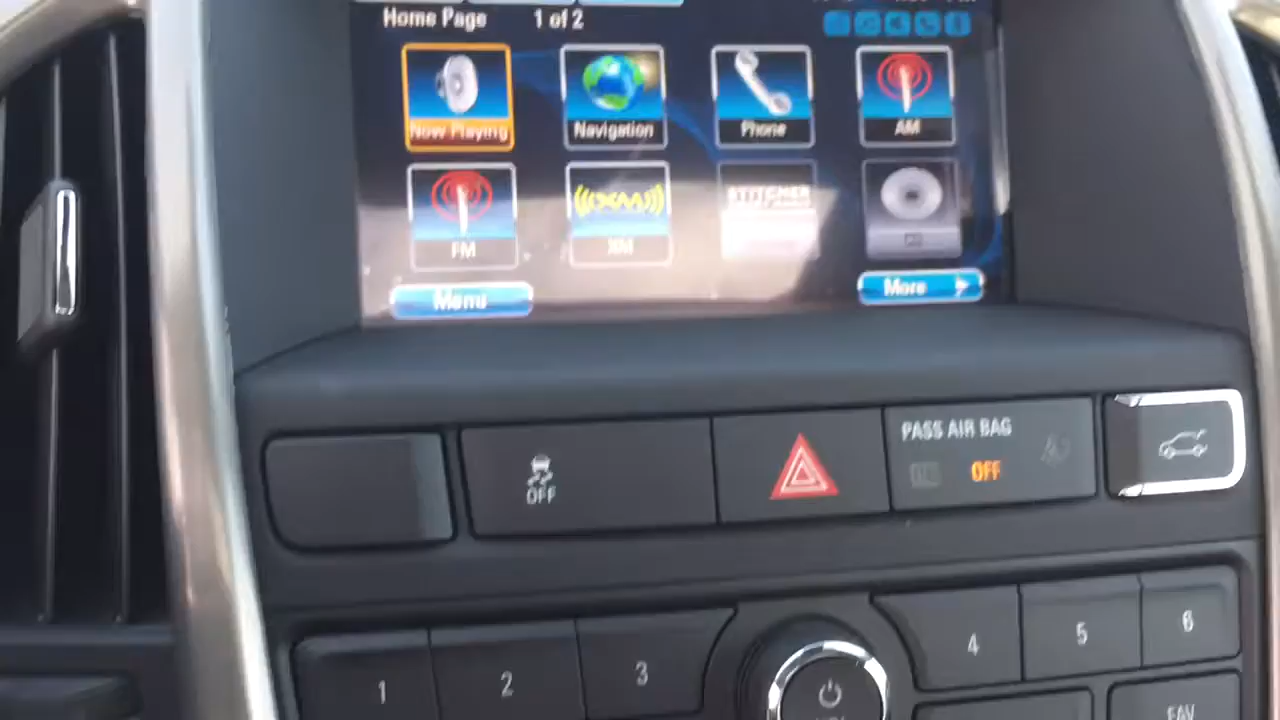 Home Page 1 of 2
Now Playing Navigation Phone AM
FM XM STITCHER
Menu More
OFF
PASS AIR BAG
OFF
1 2 3 4 5 6
FAV